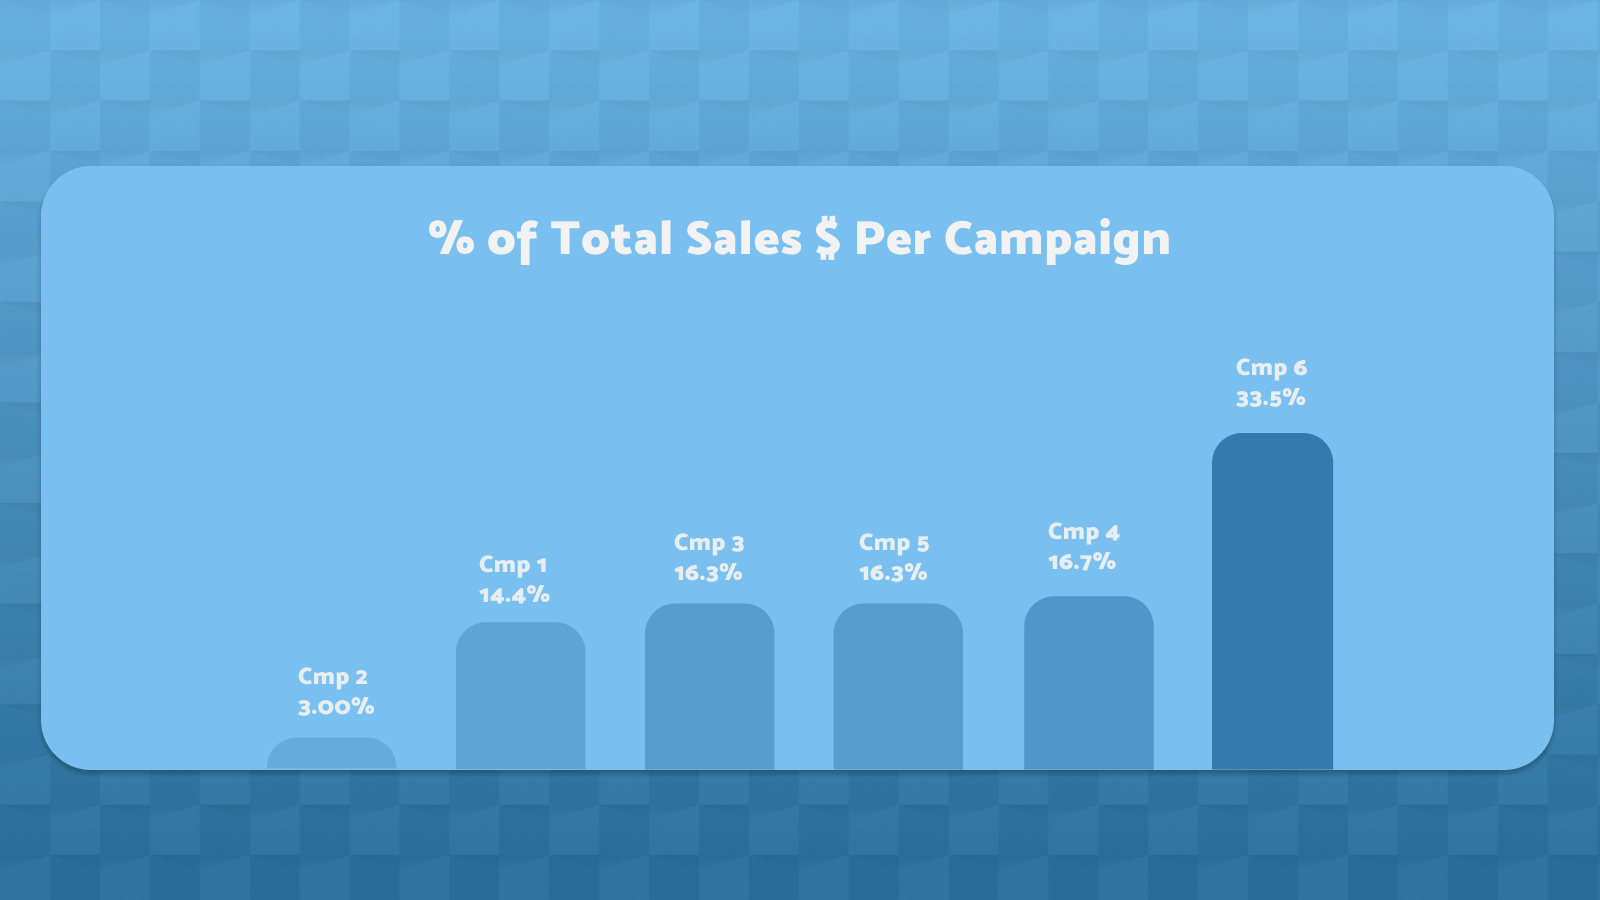 % of Total Sales $ Per Campaign
Cmp 2
3.00%
Cmp 1
14.4%
Cmp 3
16.3%
Cmp 5
16.3%
Cmp 4
16.7%
Cmp 6
33.5%